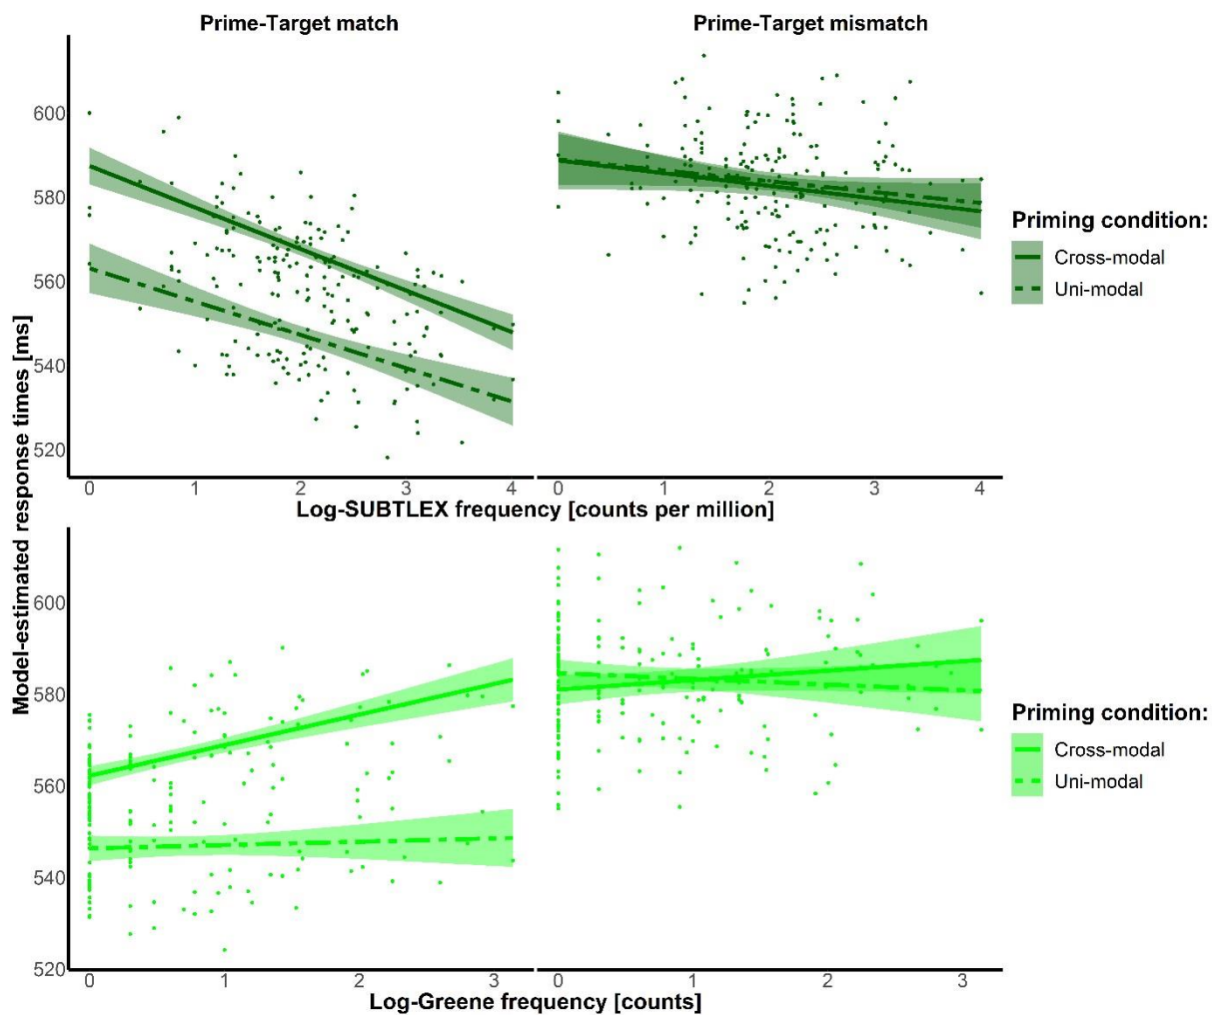 Prime-Target match
Prime-Target mismatch
Model-estimated response times [ms]
600
580
560
540
520
0 1 2 3 4
0 1 2 3 4
Log-SUBTLEX frequency [counts per million]
Priming condition:
Cross-modal
Uni-modal
600
580
560
540
520
0 1 2 3
0 1 2 3
Log-Greene frequency [counts]
Priming condition:
Cross-modal
Uni-modal